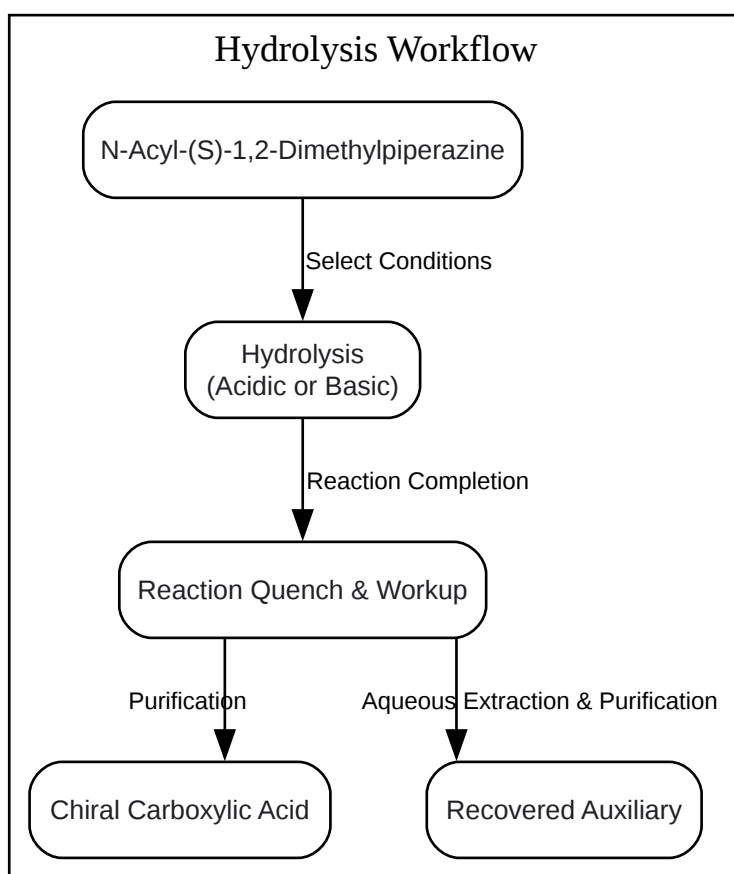 Hydrolysis Workflow
N-Acyl-(S)-1,2-Dimethylpiperazine
Select Conditions
Hydrolysis
(Acidic or Basic)
Reaction Completion
Reaction Quench & Workup
Purification
Aqueous Extraction & Purification
Chiral Carboxylic Acid
Recovered Auxiliary